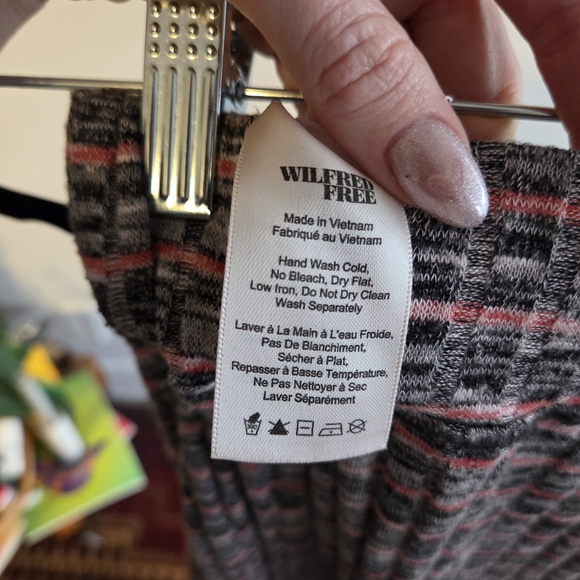 WILFRED
FREE
Made in Vietnam
Fabriqué au Vietnam
Hand Wash Cold,
No Bleach, Dry Flat,
Low Iron, Do Not Dry Clean
Wash Separately
Laver à La Main à L'eau Froide,
Pas De Blanchiment,
Sécher à Plat,
Repasser à Basse Température,
Ne Pas Nettoyer à Sec
Laver Séparément